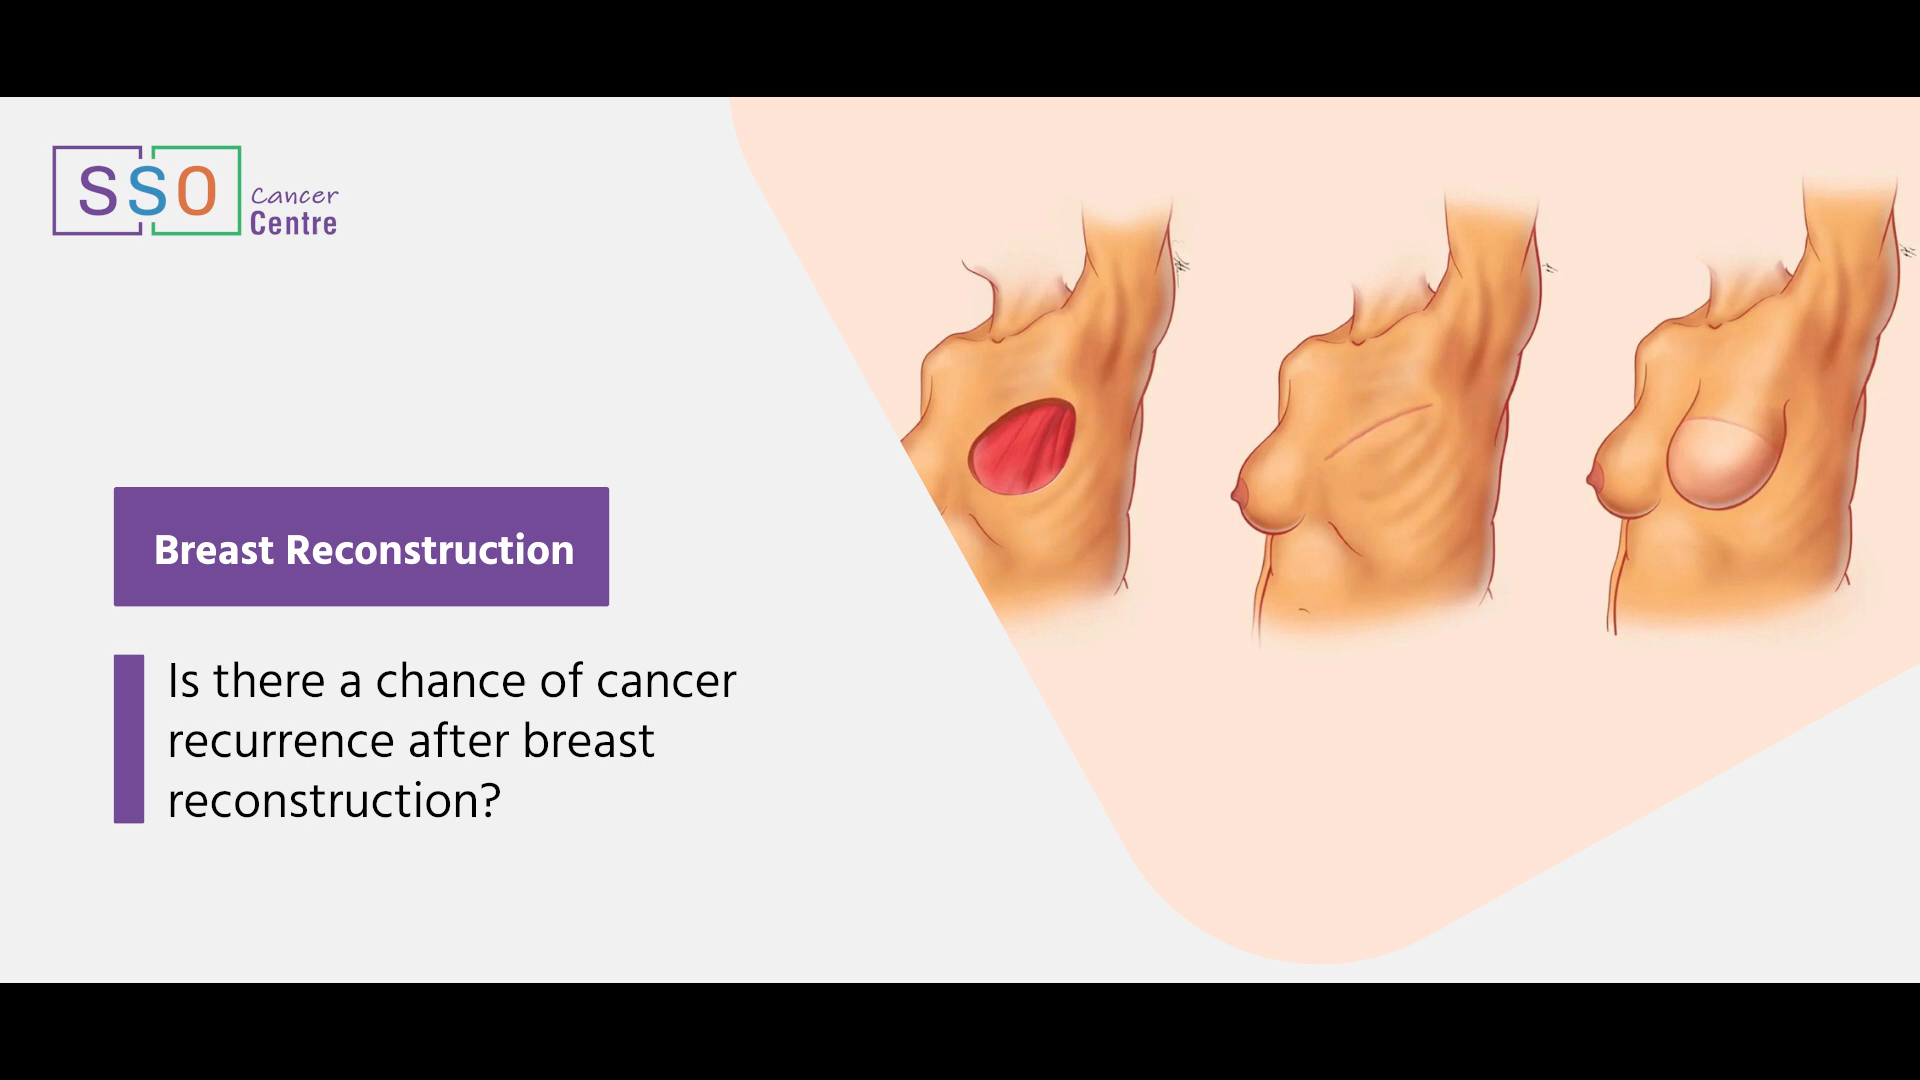 SSO
Cancer
Centre
Breast Reconstruction
Is there a chance of cancer
recurrence after breast
reconstruction?